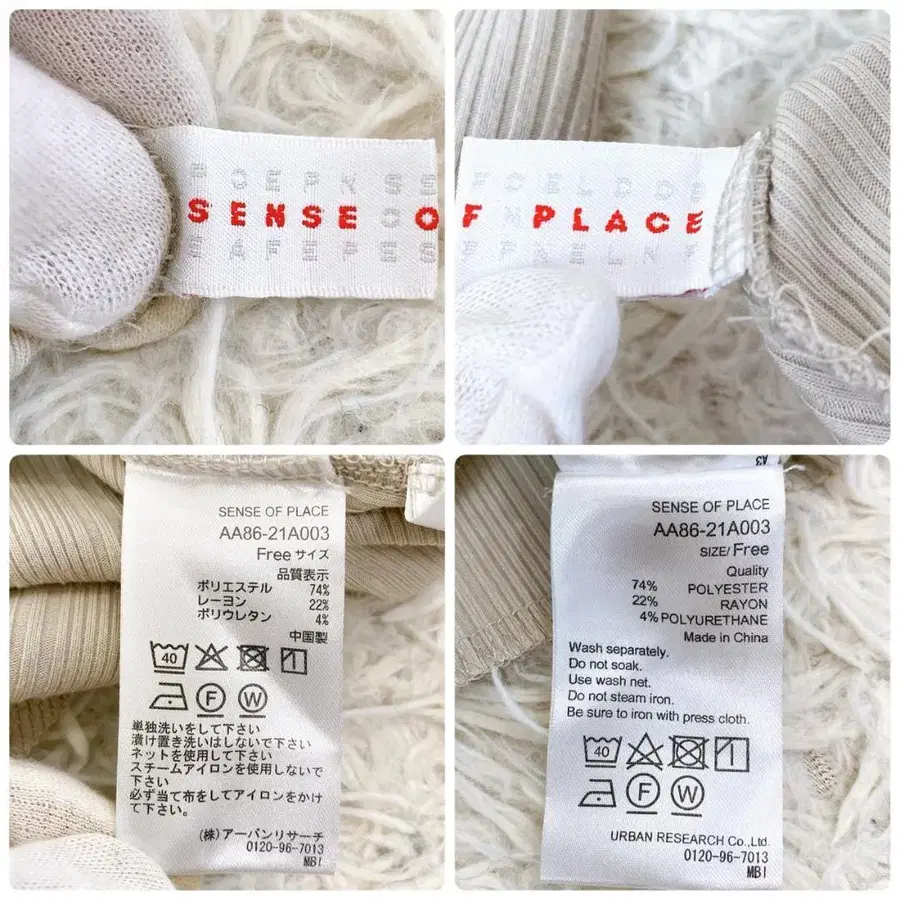 SENSE O
F PLACE
SENSE OF PLACE
AA86-21A003
Free サイズ
品質表示
ポリエステル 74%
レーヨン 22%
ポリウレタン 4%
中国製
40
F W
単独洗いをして下さい
漬け置き洗いはしないで下さい
ネットを使用して下さい
スチームアイロンを使用しないで
下さい
必ず当て布をしてアイロンをかけ
て下さい。
(株)アーバンリサーチ
0120-96-7013
MBI
A3
SENSE OF PLACE
AA86-21A003
SIZE/Free
Quality
74% POLYESTER
22% RAYON
4% POLYURETHANE
Made in China
Wash separately.
Do not soak.
Use wash net.
Do not steam iron.
Be sure to iron with press cloth.
40
F W
URBAN RESEARCH Co.,Ltd.
0120-96-7013
MBI